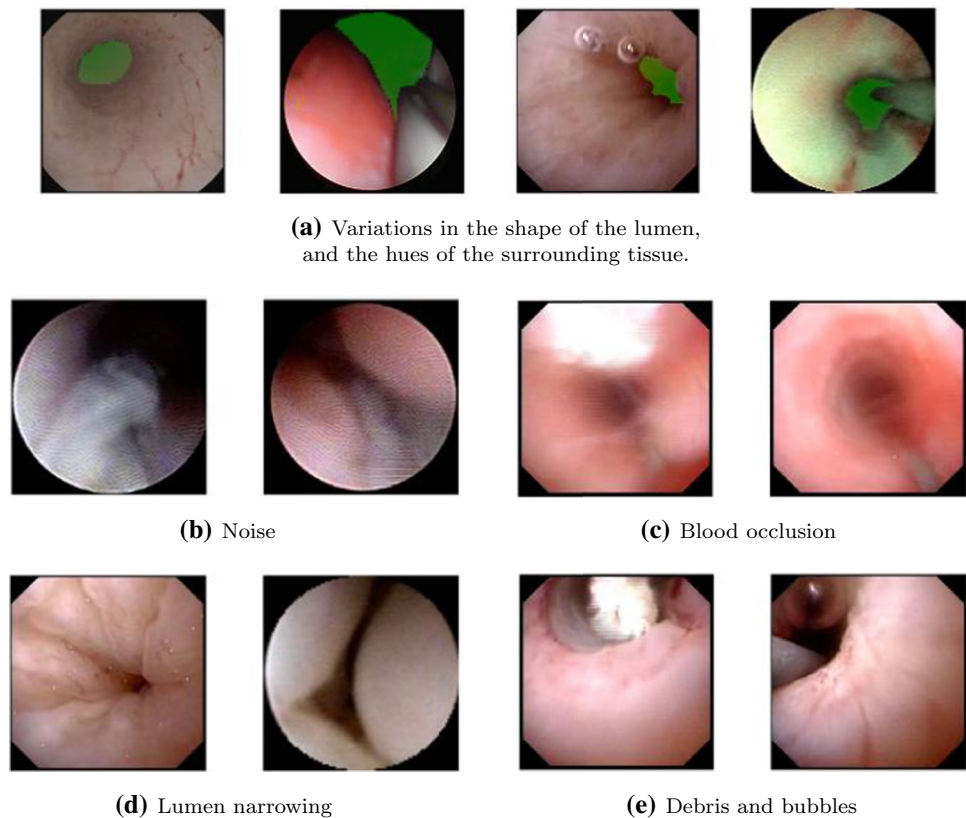 (a) Variations in the shape of the lumen,
and the hues of the surrounding tissue.
(b) Noise
(c) Blood occlusion
(d) Lumen narrowing
(e) Debris and bubbles